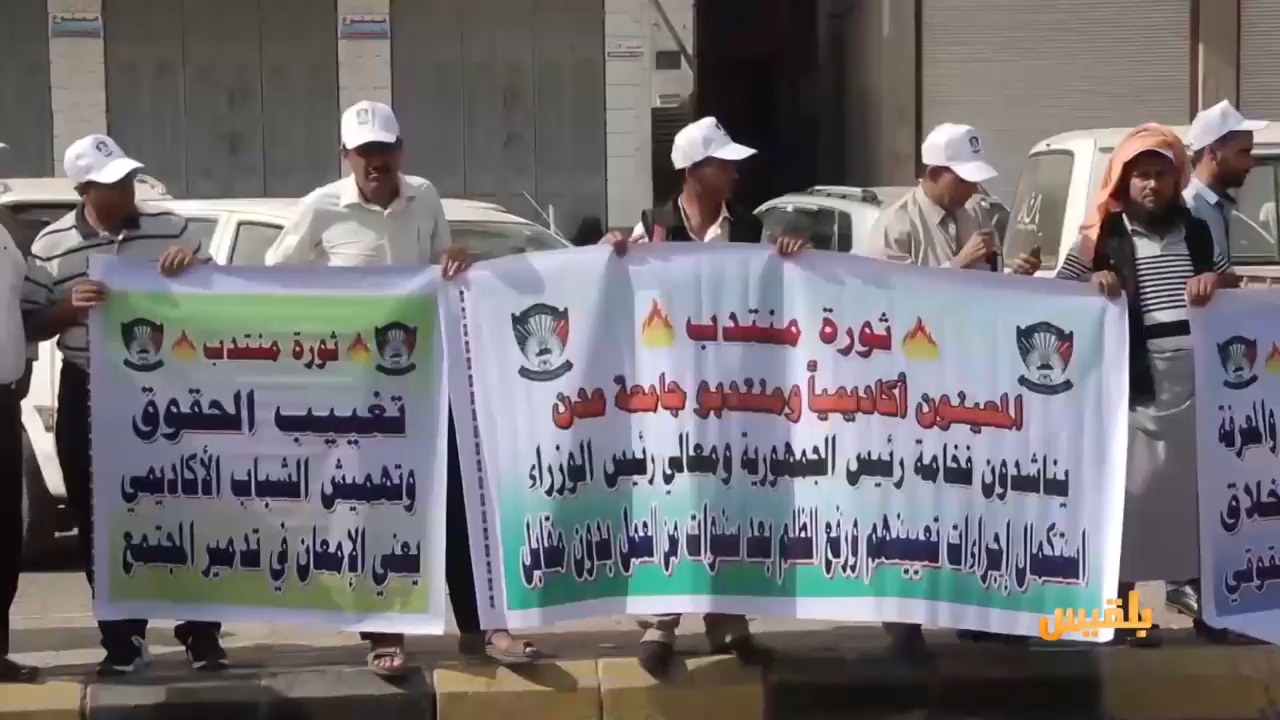 ممنوع
ممنوع
ثورة منتدب
تغييب الحقوق
وتهميش الشباب الأكاديمي
يعني الإمعان في تدمير المجتمع
ثورة منتدب
المعينون أكاديمياً ومنتدبو جامعة عدن
يناشدون فخامة رئيس الجمهورية ومعالي رئيس الوزراء
استكمال إجراءات تعيينهم ورفع الظلم بعد سنوات من العمل بدون مقابل
والمعرفة
بلقيس